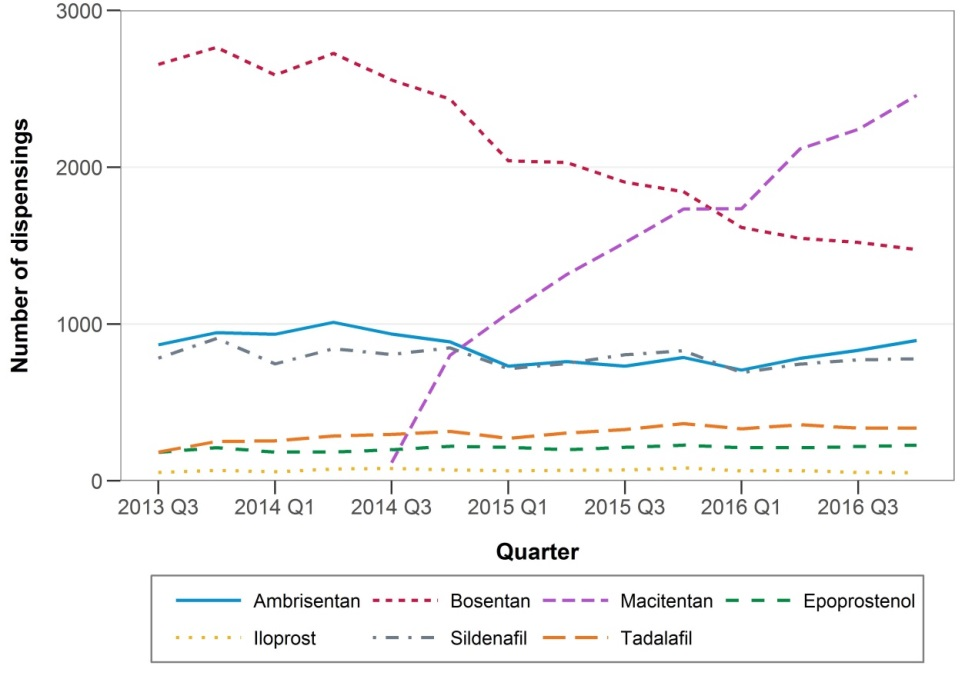 3000
2000
1000
0
Number of dispensings
2013 Q3 2014 Q1 2014 Q3 2015 Q1 2015 Q3 2016 Q1 2016 Q3
Quarter
Ambrisentan Bosentan Macitentan Epoprostenol
Iloprost Sildenafil Tadalafil